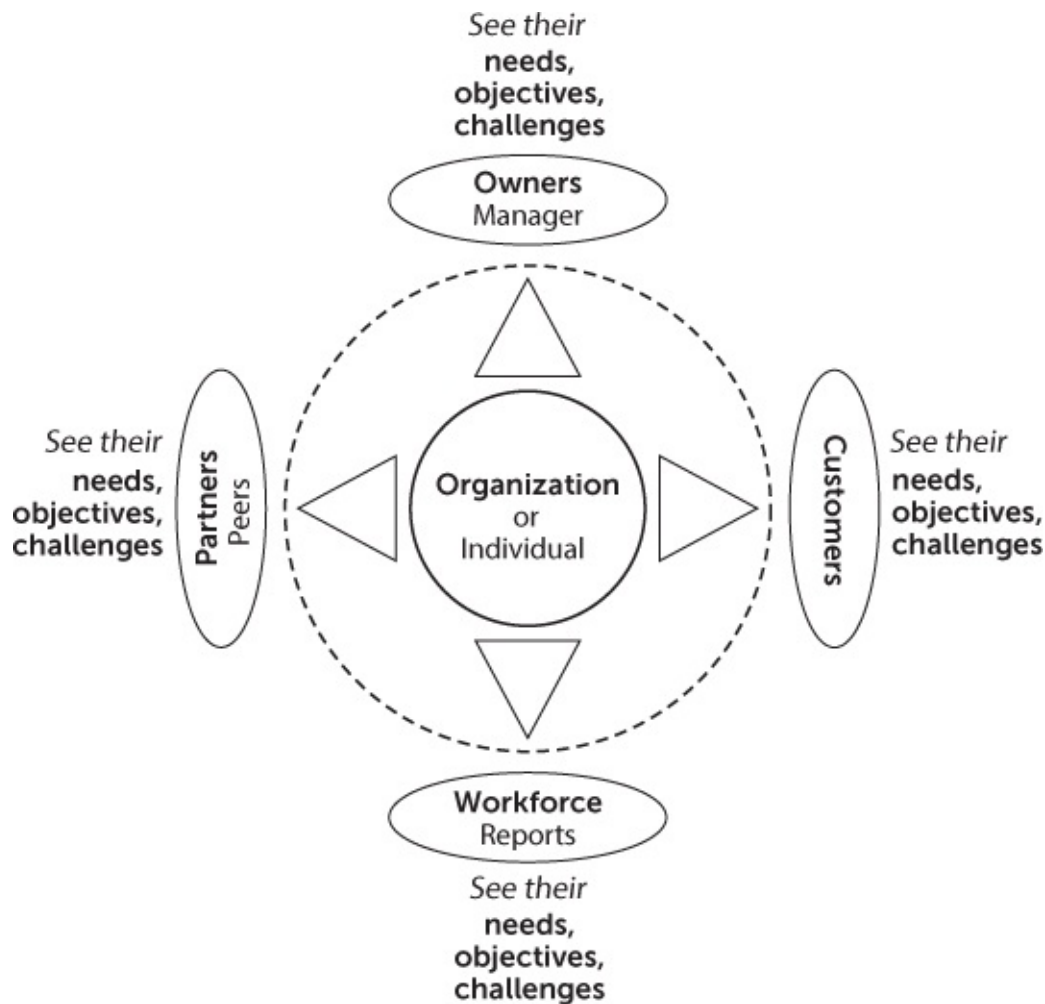 See their
needs,
objectives,
challenges
Owners
Manager
See their
needs,
objectives,
challenges
Partners
Peers
Organization
or
Individual
Customers
See their
needs,
objectives,
challenges
Workforce
Reports
See their
needs,
objectives,
challenges